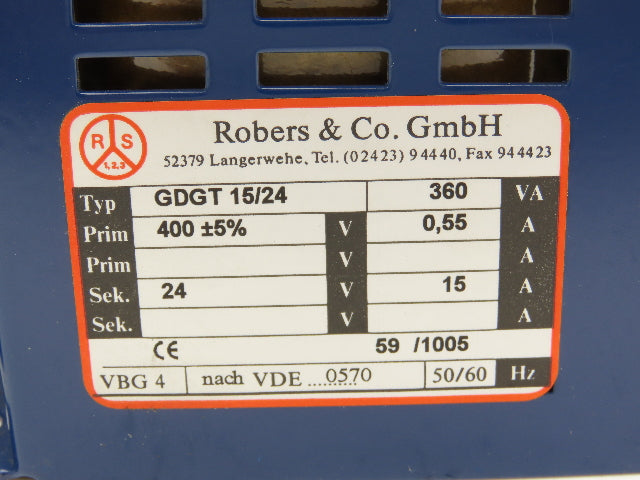 R S
1,2,3
Robers & Co. GmbH
52379 Langerwehe, Tel. (02423) 94440, Fax 944423
Typ GDGT 15/24 360 VA
Prim 400 ±5% V 0,55 A
Prim V A
Sek. 24 V 15 A
Sek. V A
CE 59 /1005
VBG 4 nach VDE ....0570 50/60 Hz